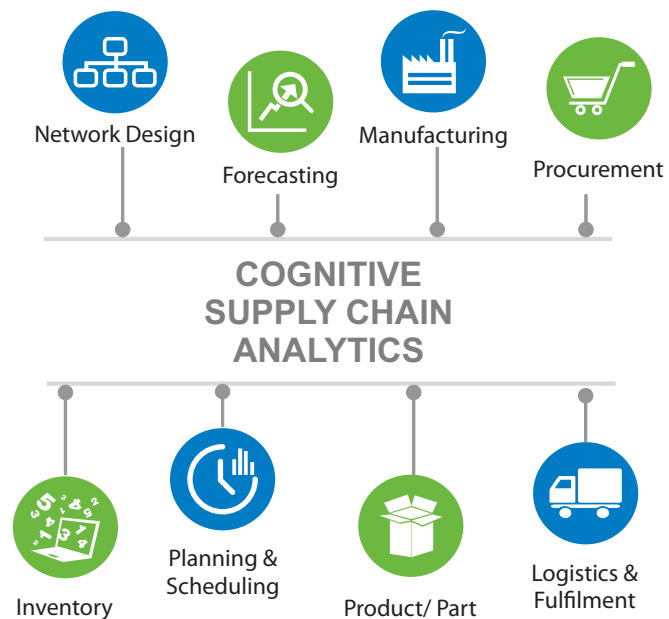 Network Design
Forecasting
Manufacturing
Procurement
COGNITIVE
SUPPLY CHAIN
ANALYTICS
Inventory
Planning &
Scheduling
Product/ Part
Logistics &
Fulfilment